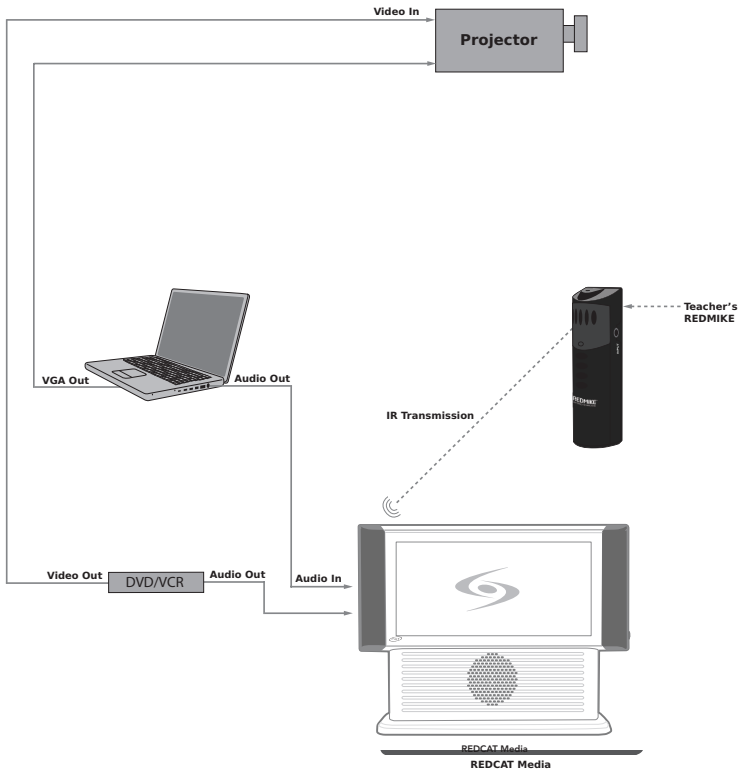 Video In
Projector
Teacher's
REDMIKE
VGA Out
Audio Out
IR Transmission
REDMIKE
Video Out
DVD/VCR
Audio Out
Audio In
REDCAT Media
REDCAT Media